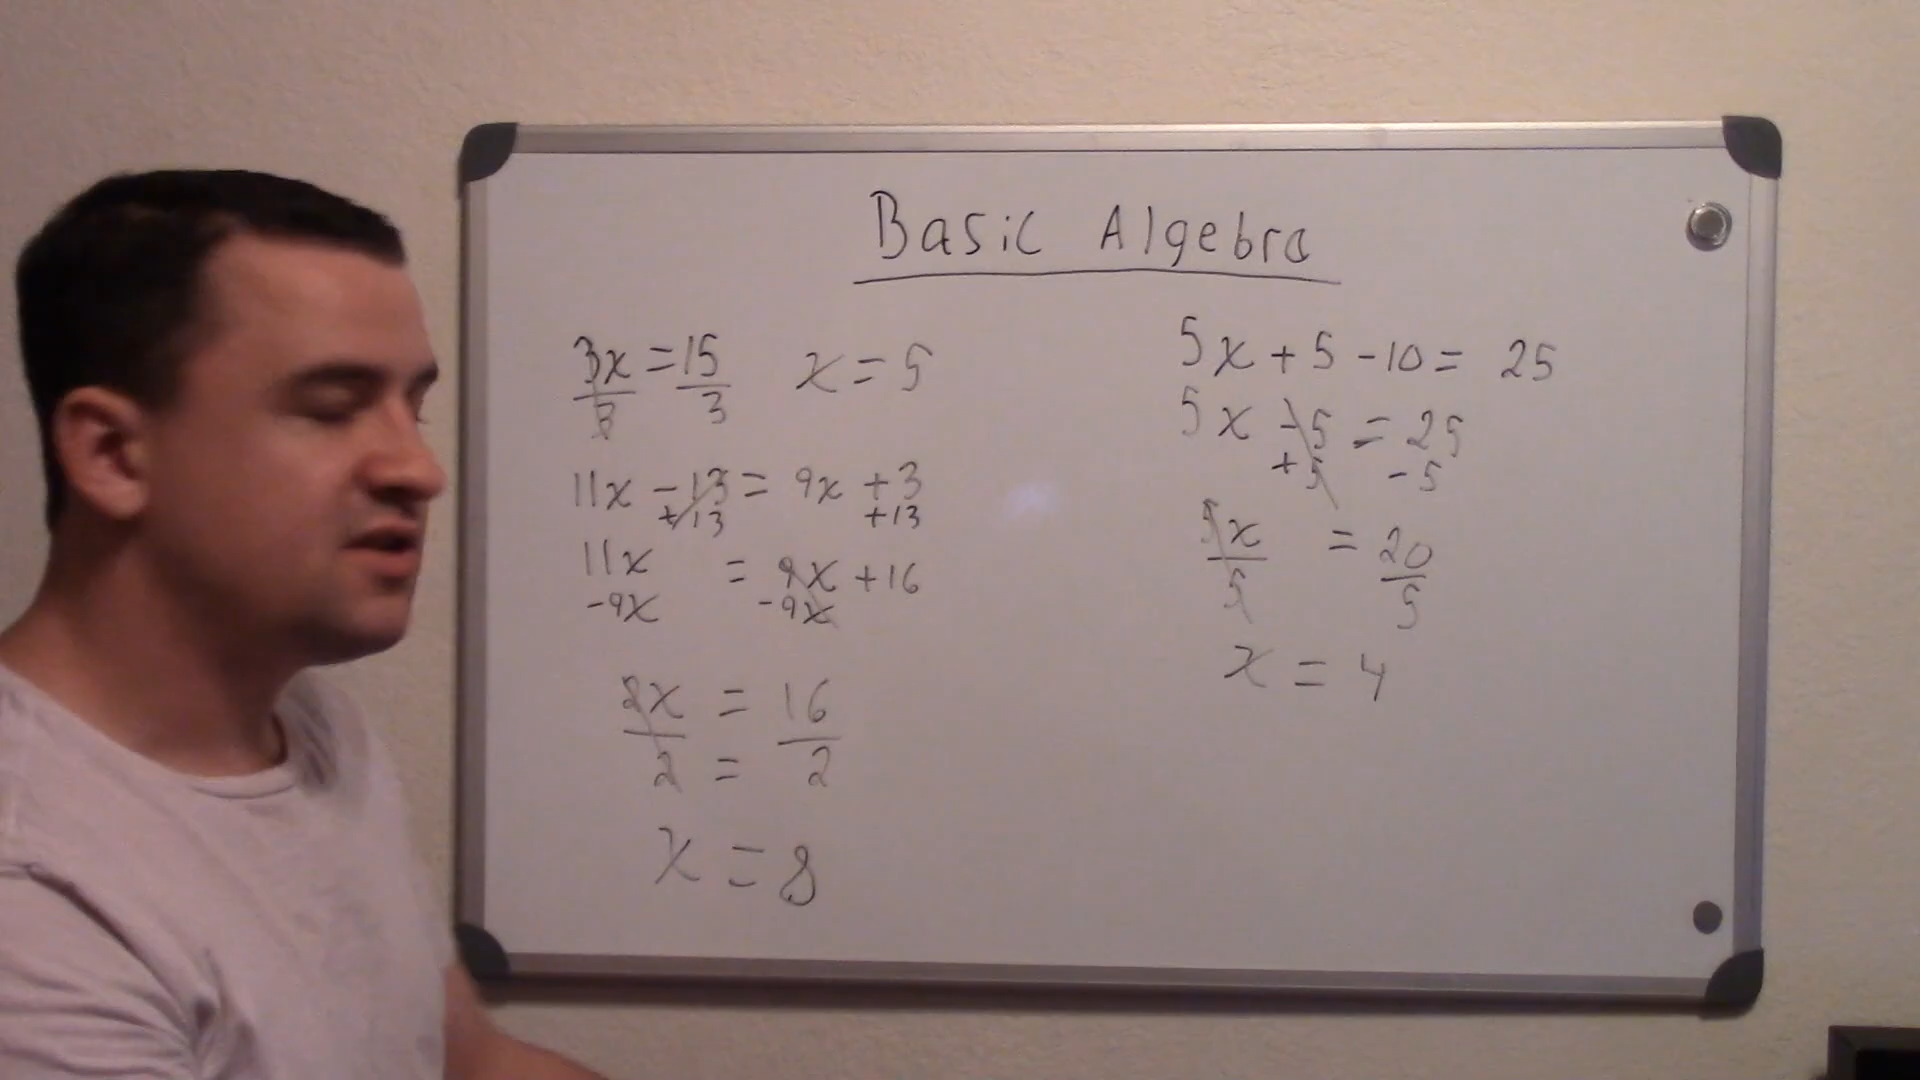 Basic Algebra
3x = 15 x = 5
3 3
11x - 13 = 9x + 3
+ 13 + 13
11x = 9x + 16
-9x -9x
2x = 16
2 = 2
x = 8
5x + 5 - 10 = 25
5x - 5 = 25
+ 5 - 5
5x = 20
5 5
x = 4